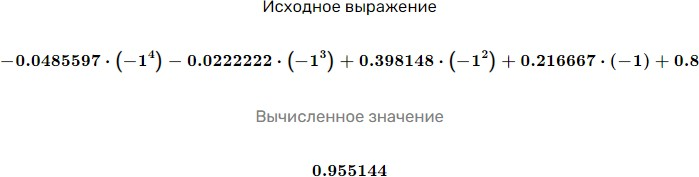 Исходное выражение
−0.0485597 · (−1⁴) − 0.0222222 · (−1³) + 0.398148 · (−1²) + 0.216667 · (−1) + 0.8
Вычисленное значение
0.955144